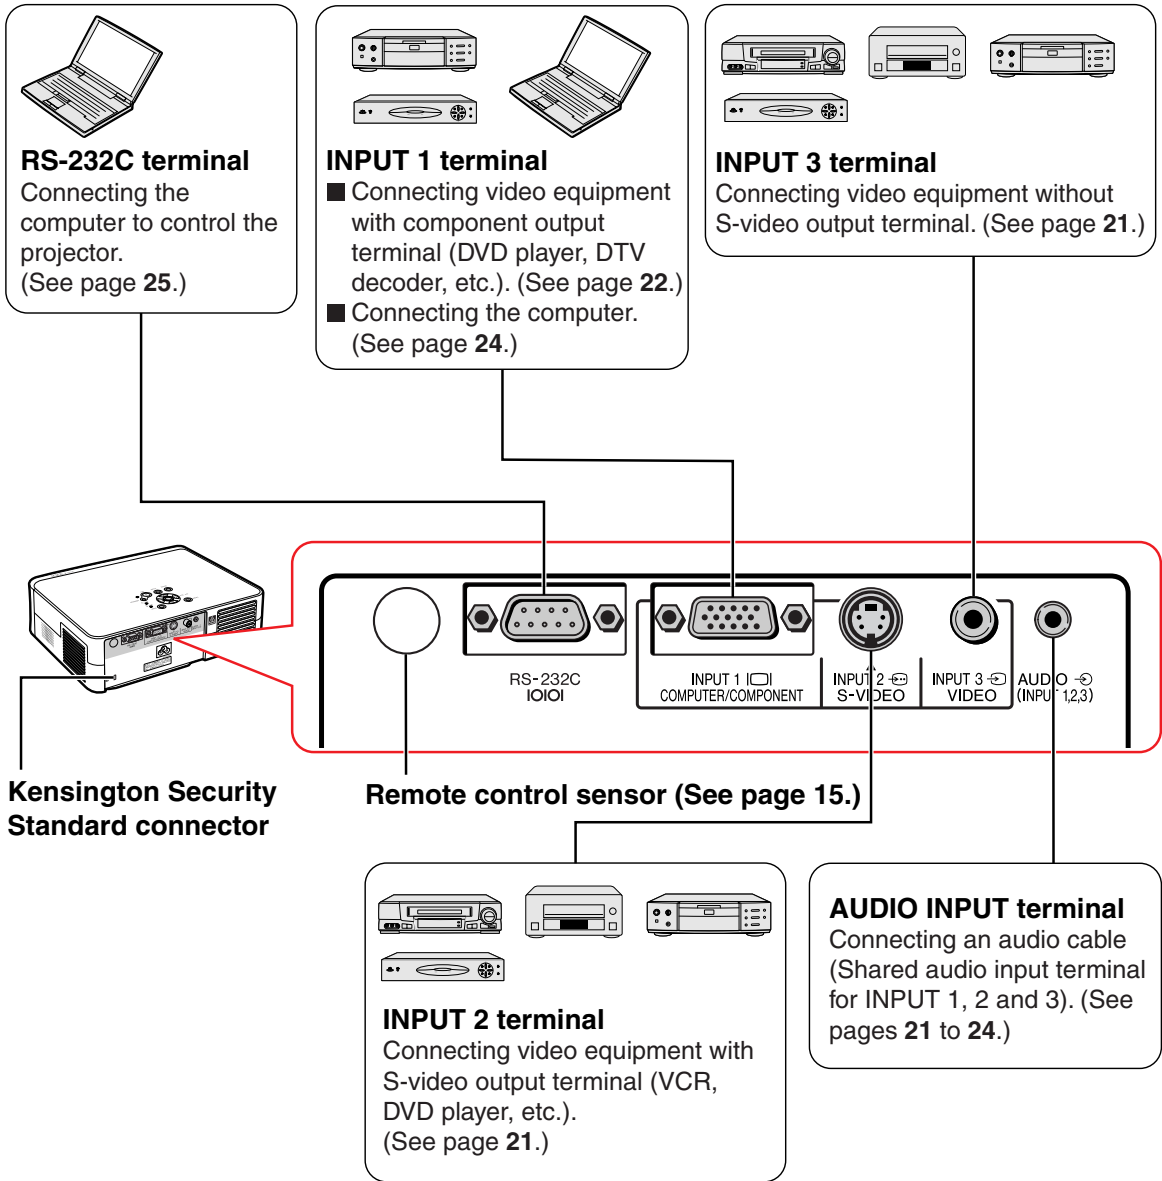 RS-232C terminal
Connecting the
computer to control the
projector.
(See page 25.)
INPUT 1 terminal
■ Connecting video equipment
with component output
terminal (DVD player, DTV
decoder, etc.). (See page 22.)
■ Connecting the computer.
(See page 24.)
INPUT 3 terminal
Connecting video equipment without
S-video output terminal. (See page 21.)
RS-232C
IOIOI
INPUT 1
COMPUTER/COMPONENT
INPUT 2
S-VIDEO
INPUT 3
VIDEO
AUDIO
(INPUT 1,2,3)
Kensington Security
Standard connector
Remote control sensor (See page 15.)
INPUT 2 terminal
Connecting video equipment with
S-video output terminal (VCR,
DVD player, etc.).
(See page 21.)
AUDIO INPUT terminal
Connecting an audio cable
(Shared audio input terminal
for INPUT 1, 2 and 3). (See
pages 21 to 24.)